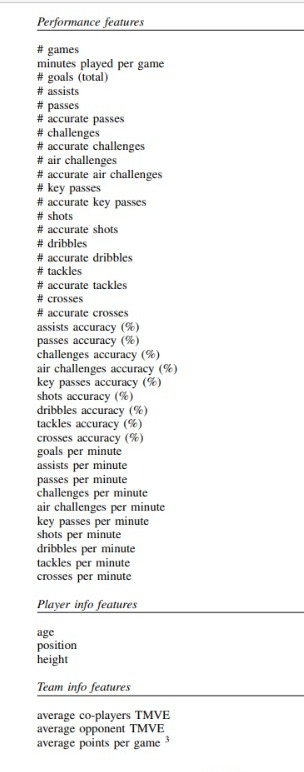 Performance features
# games
minutes played per game
# goals (total)
# assists
# passes
# accurate passes
# challenges
# accurate challenges
# air challenges
# accurate air challenges
# key passes
# accurate key passes
# shots
# accurate shots
# dribbles
# accurate dribbles
# tackles
# accurate tackles
# crosses
# accurate crosses
assists accuracy (%)
passes accuracy (%)
challenges accuracy (%)
air challenges accuracy (%)
key passes accuracy (%)
shots accuracy (%)
dribbles accuracy (%)
tackles accuracy (%)
crosses accuracy (%)
goals per minute
assists per minute
passes per minute
challenges per minute
air challenges per minute
key passes per minute
shots per minute
dribbles per minute
tackles per minute
crosses per minute
Player info features
age
position
height
Team info features
average co-players TMVE
average opponent TMVE
average points per game 3